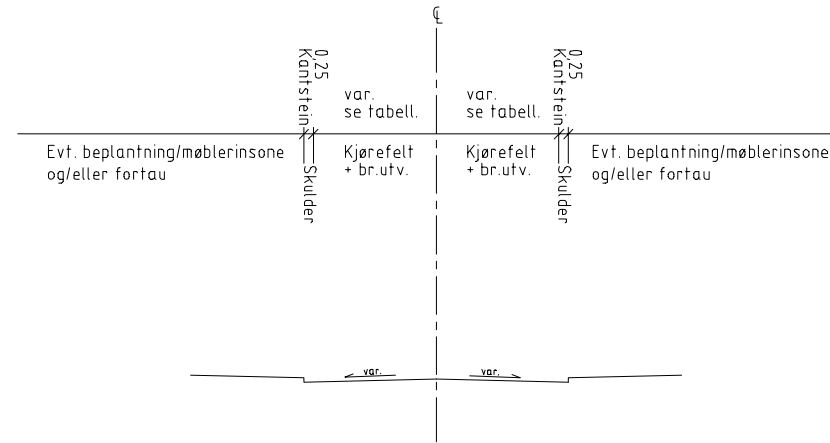 ℄
0,25
Kantstein
var.
se tabell.
var.
se tabell.
0,25
Kantstein
Evt. beplantning/møblerinsone
og/eller fortau
Skulder
Kjørefelt
+ br.utv.
Kjørefelt
+ br.utv.
Skulder
Evt. beplantning/møblerinsone
og/eller fortau
var.
var.